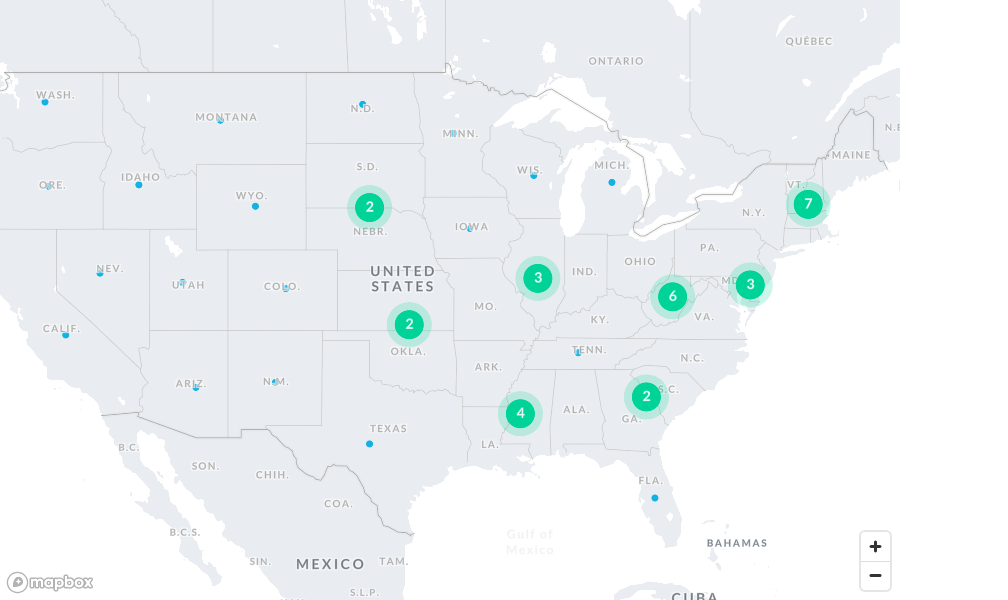 QUÉBEC
ONTARIO
WASH.
N.D.
MONTANA
MINN.
MAINE
S.D.
WIS.
MICH.
ORE.
IDAHO
VT.
WYO.
7
2
N.Y.
NEBR.
IOWA
PA.
NEV.
UNITED
STATES
OHIO
IND.
3
MD.
3
UTAH
COLO.
6
MO.
VA.
KY.
CALIF.
2
OKLA.
TENN.
N.C.
ARK.
ARIZ.
N.M.
S.C.
2
4
ALA.
GA.
TEXAS
B.C.
LA.
SON.
CHIH.
FLA.
COA.
B.C.S.
Gulf of
Mexico
BAHAMAS
SIN.
MEXICO
TAM.
mapbox
S.L.P.
CUBA
+
−